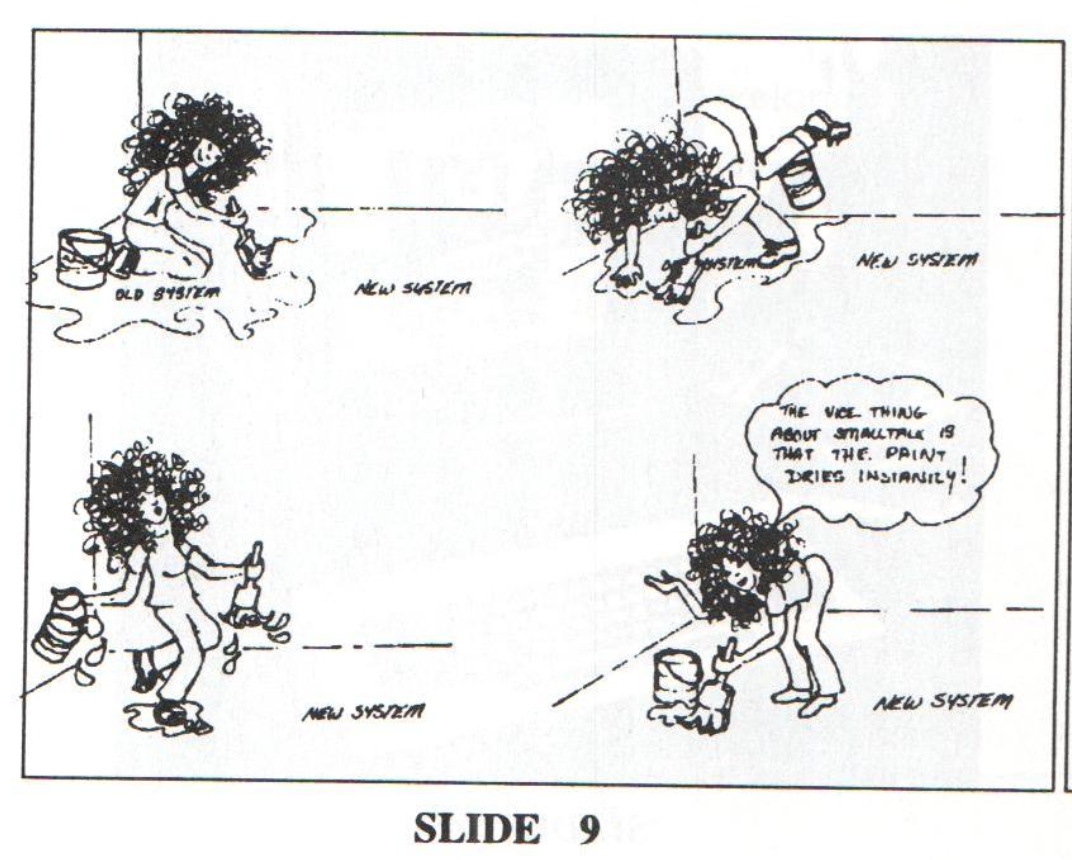 OLD SYSTEM
NEW SYSTEM
SYSTEM
NEW SYSTEM
THE NICE THING
ABOUT SMALLTALK IS
THAT THE PAINT
DRIES INSTANTLY!
NEW SYSTEM
NEW SYSTEM
SLIDE 9